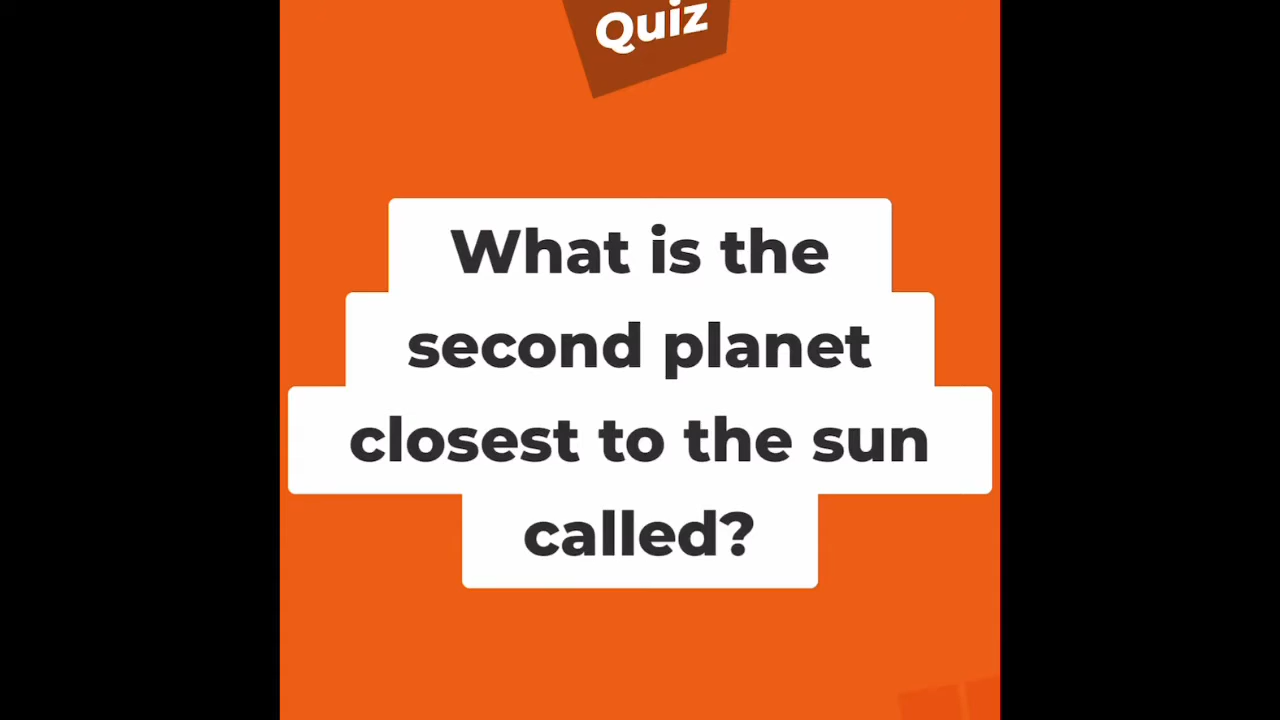 Quiz
What is the
second planet
closest to the sun
called?